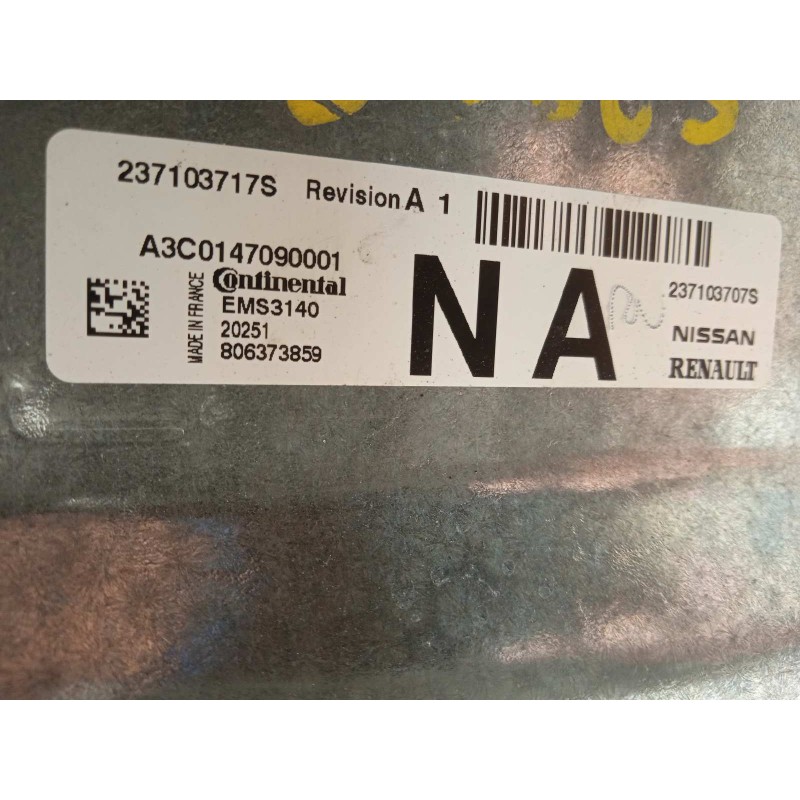 237103717S Revision A 1
A3C0147090001
Continental
MADE IN FRANCE
EMS3140
20251
806373859
NA
237103707S
NISSAN
RENAULT